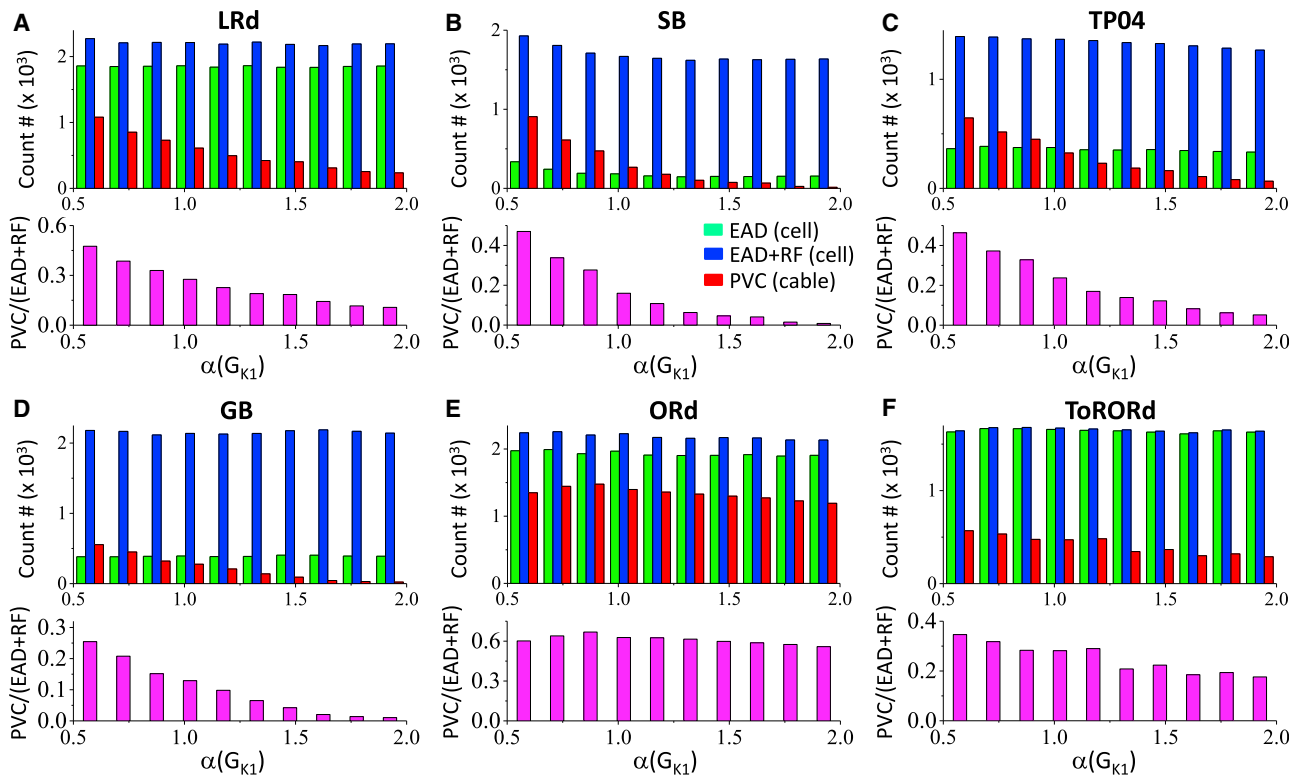 A LRd
Count # (x 10³)
2
1
0
0.5 1.0 1.5 2.0
PVC/(EAD+RF)
0.6
0.3
0.0
0.5 1.0 1.5 2.0
α(G_K1)
B SB
Count # (x 10³)
2
1
0
0.5 1.0 1.5 2.0
EAD (cell)
EAD+RF (cell)
PVC (cable)
PVC/(EAD+RF)
0.4
0.2
0.0
0.5 1.0 1.5 2.0
α(G_K1)
C TP04
Count # (x 10³)
1
0
0.5 1.0 1.5 2.0
PVC/(EAD+RF)
0.4
0.2
0.0
0.5 1.0 1.5 2.0
α(G_K1)
D GB
Count # (x 10³)
2
1
0
0.5 1.0 1.5 2.0
PVC/(EAD+RF)
0.3
0.2
0.1
0.0
0.5 1.0 1.5 2.0
α(G_K1)
E ORd
Count # (x 10³)
2
1
0
0.5 1.0 1.5 2.0
PVC/(EAD+RF)
0.6
0.3
0.0
0.5 1.0 1.5 2.0
α(G_K1)
F ToRORd
Count # (x 10³)
1
0
0.5 1.0 1.5 2.0
PVC/(EAD+RF)
0.4
0.2
0.0
0.5 1.0 1.5 2.0
α(G_K1)